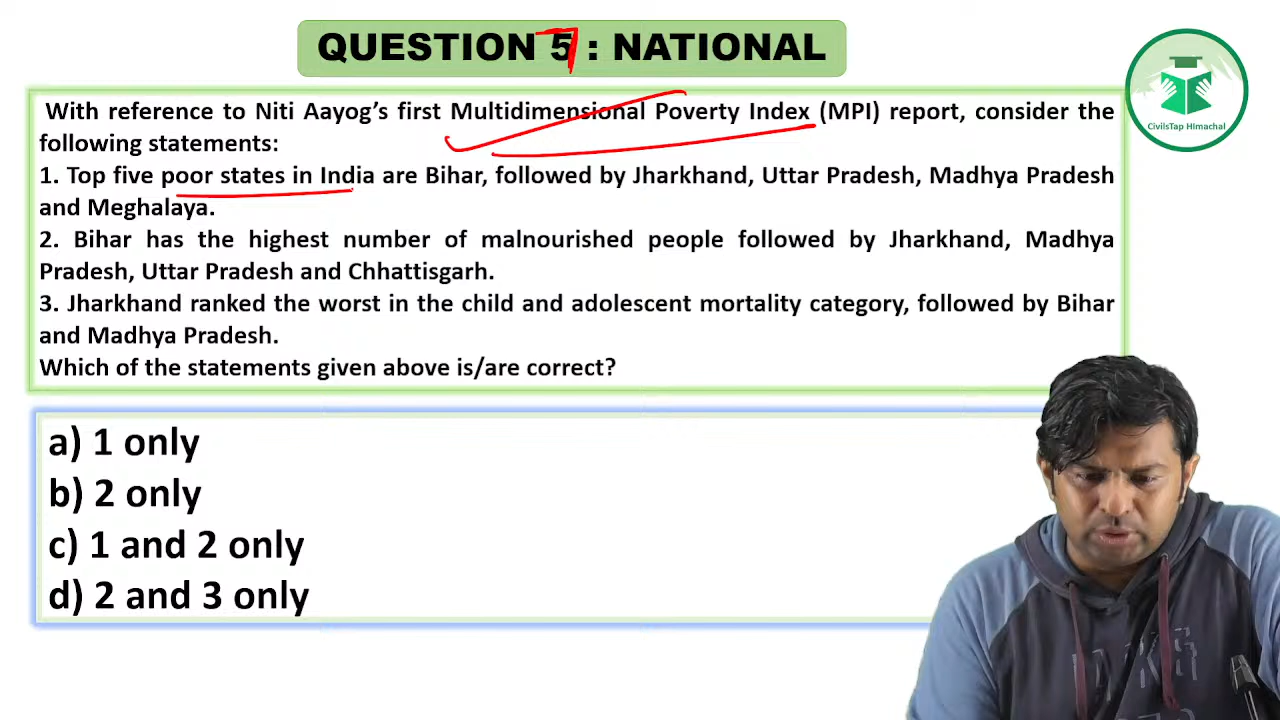 QUESTION 5 : NATIONAL
7
CivilsTap HImachal
With reference to Niti Aayog's first Multidimensional Poverty Index (MPI) report, consider the
following statements:
1. Top five poor states in India are Bihar, followed by Jharkhand, Uttar Pradesh, Madhya Pradesh
and Meghalaya.
2. Bihar has the highest number of malnourished people followed by Jharkhand, Madhya
Pradesh, Uttar Pradesh and Chhattisgarh.
3. Jharkhand ranked the worst in the child and adolescent mortality category, followed by Bihar
and Madhya Pradesh.
Which of the statements given above is/are correct?
a) 1 only
b) 2 only
c) 1 and 2 only
d) 2 and 3 only